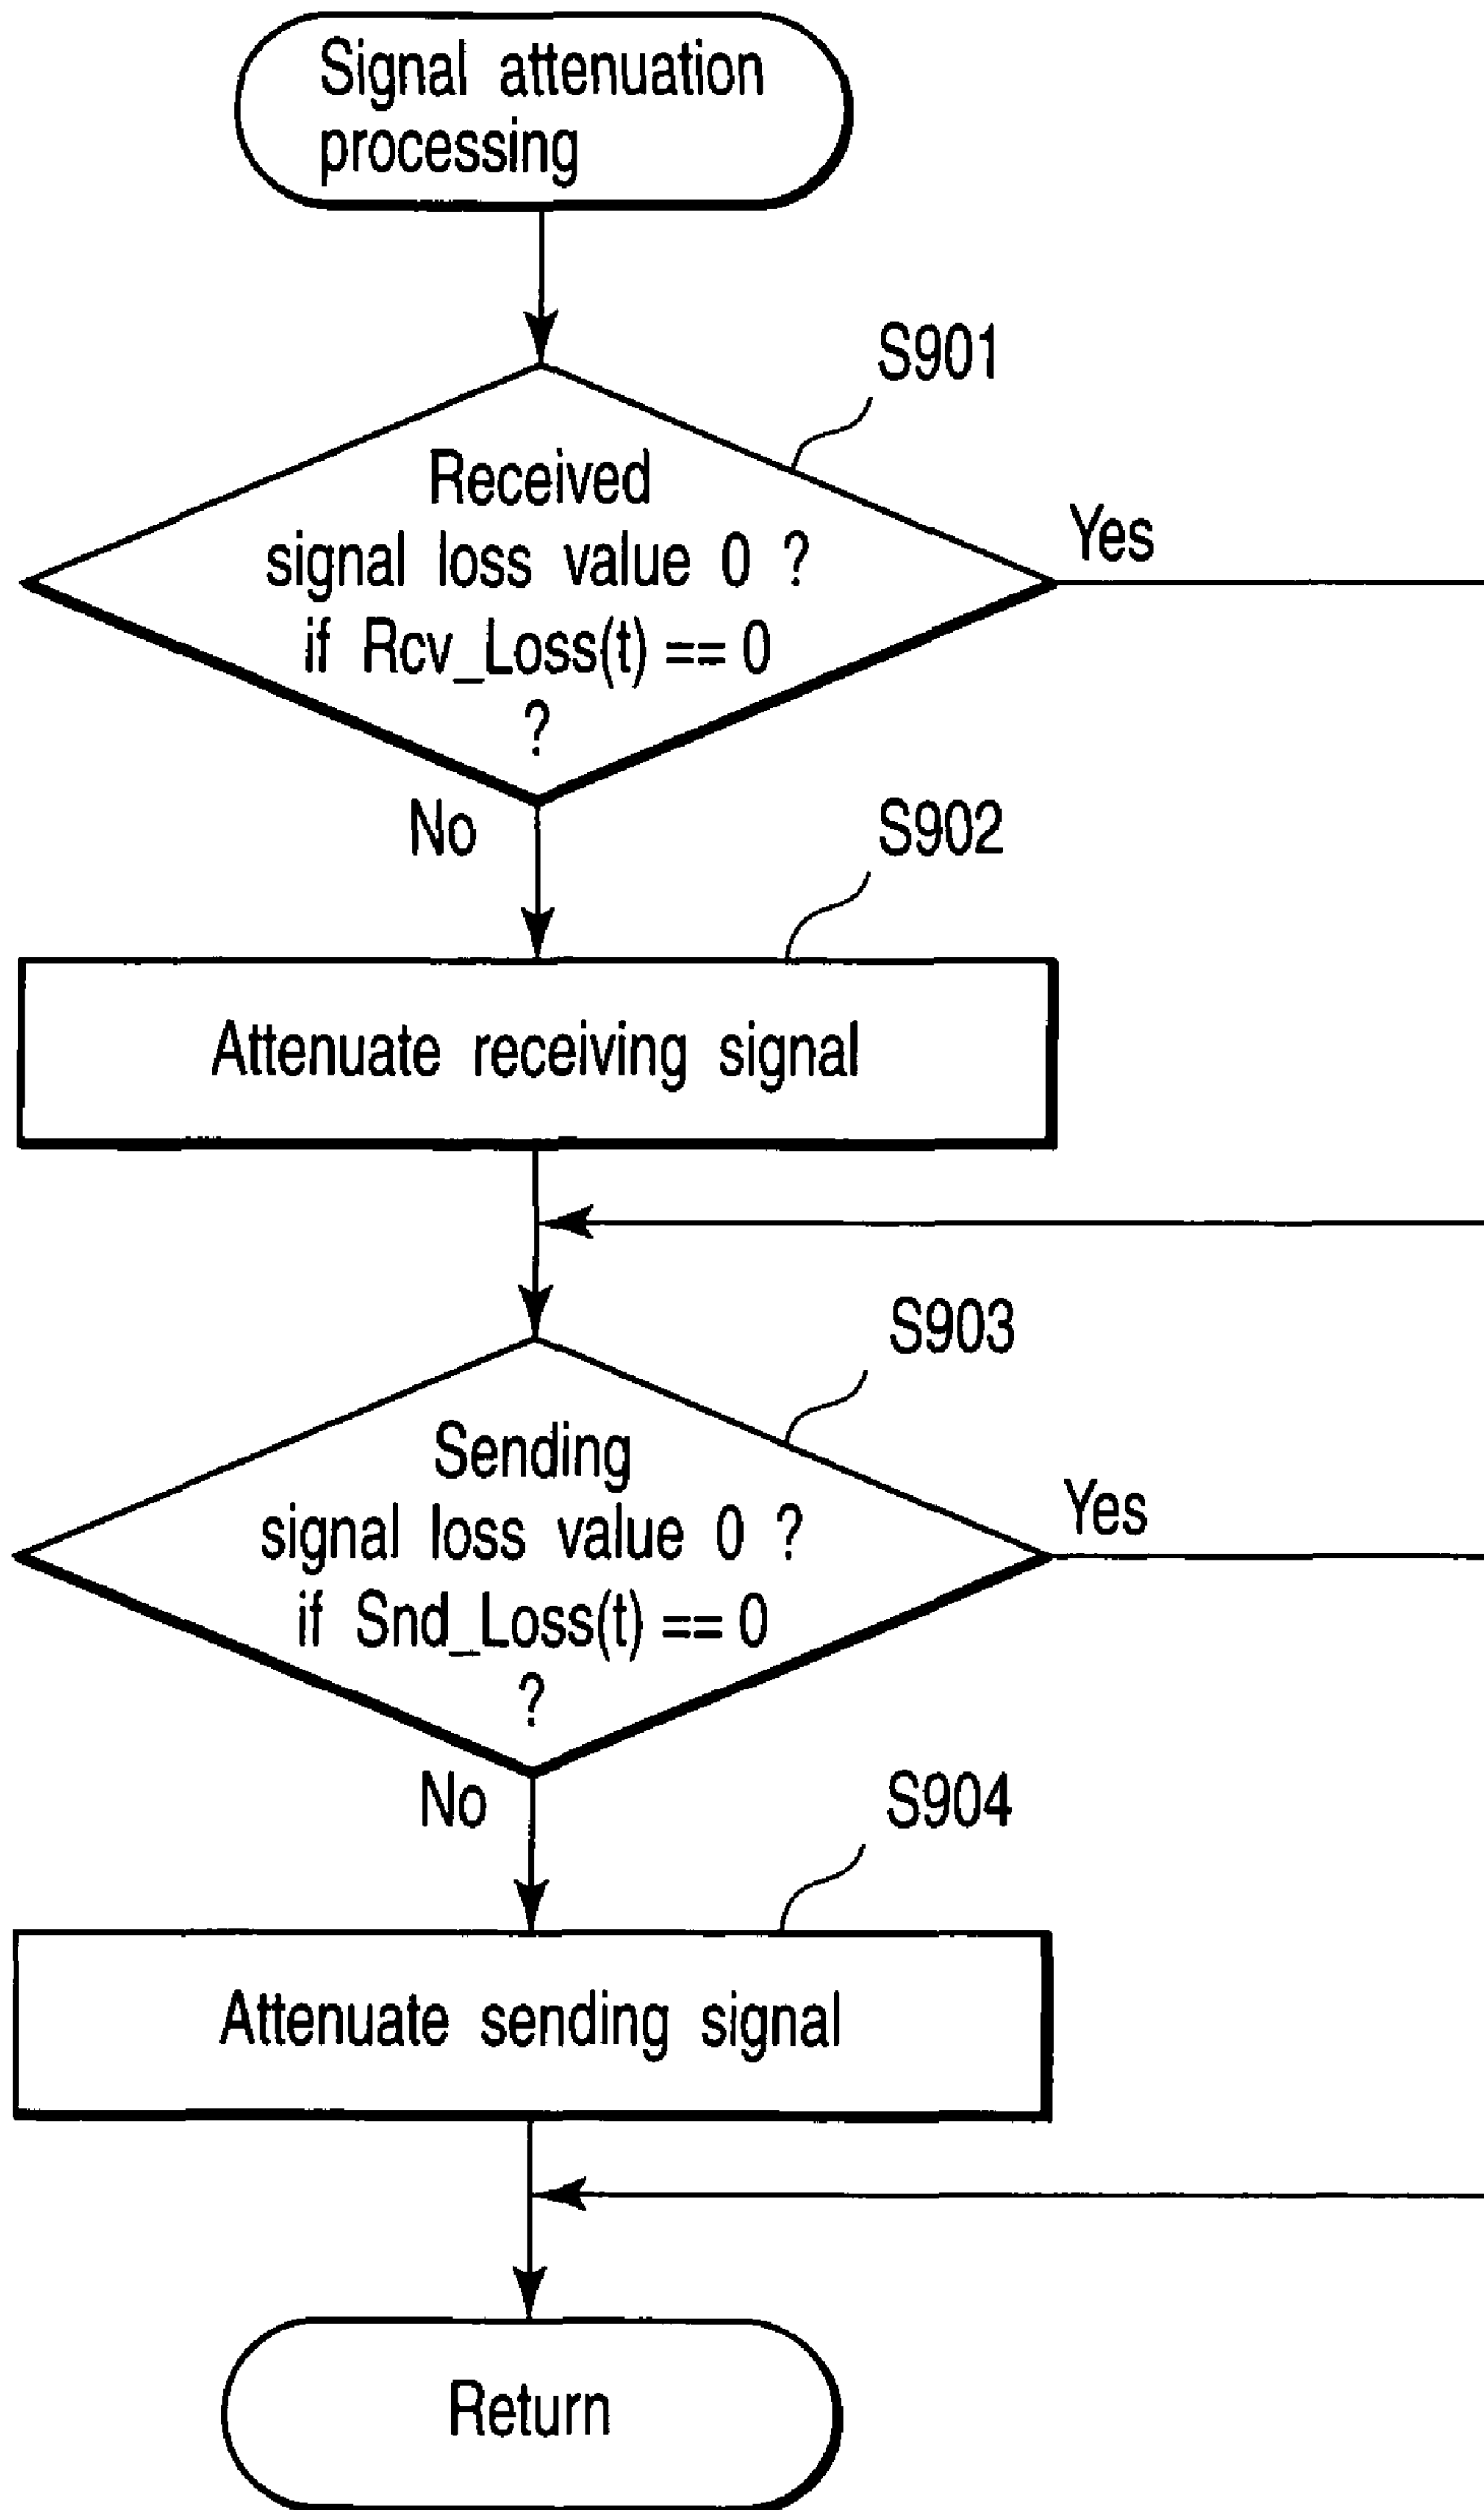 Signal attenuation
processing
S901
Received
signal loss value 0 ?
if Rcv_Loss(t) == 0
?
Yes
No
S902
Attenuate receiving signal
S903
Sending
signal loss value 0 ?
if Snd_Loss(t) == 0
?
Yes
No
S904
Attenuate sending signal
Return